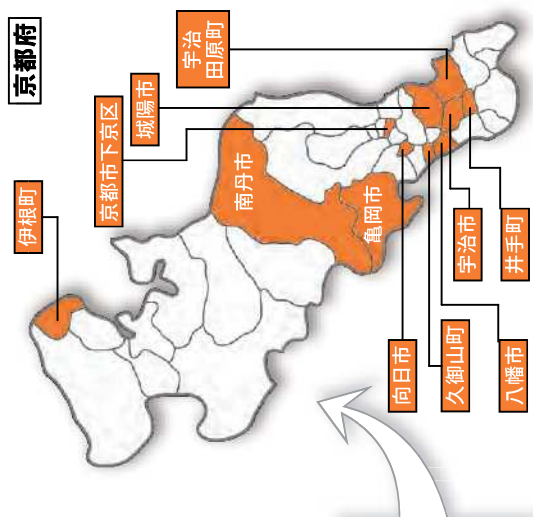 京都府
伊根町
京都市下京区
城陽市
宇治
田原町
南丹市
亀岡市
向日市
久御山町
八幡市
宇治市
井手町